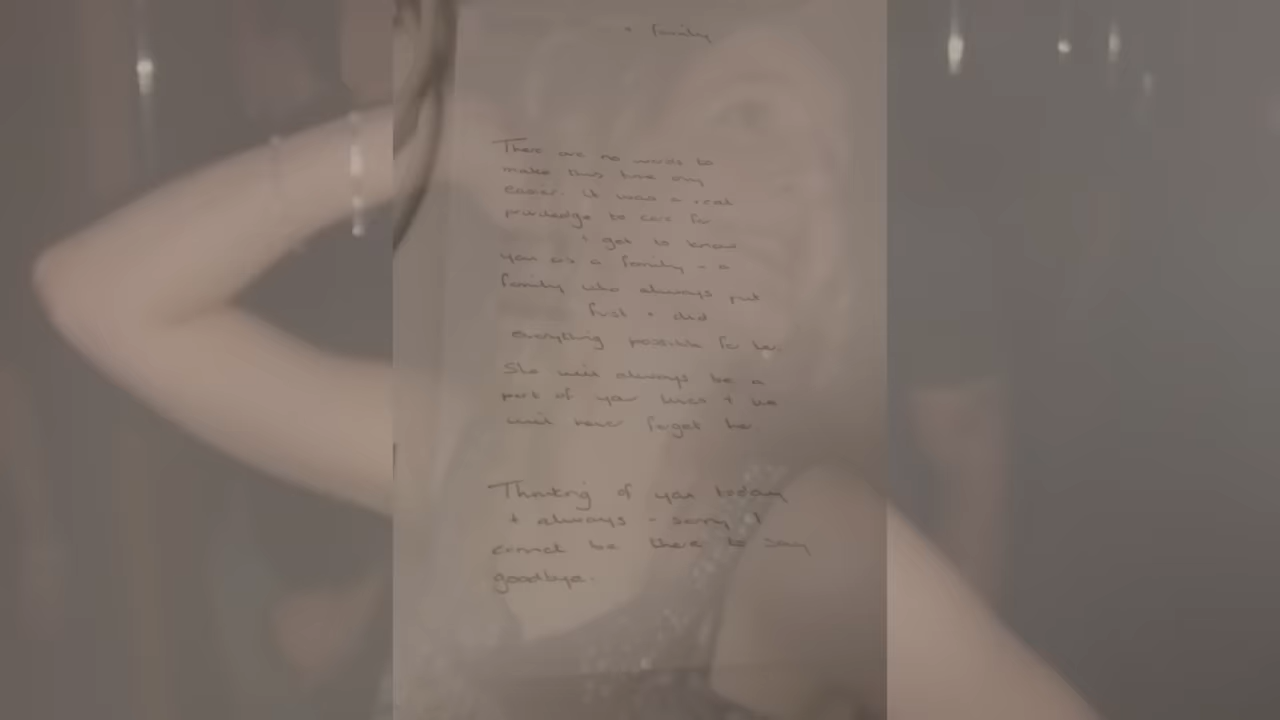 + family
There are no words to
make this time any
easier. It was a real
priviledge to care for
+ get to know
you as a family - a
family who always put
first + did
everything possible for her.
She will always be a
part of your lives + we
will never forget her
Thinking of you today
+ always - sorry I
cannot be there to say
goodbye.